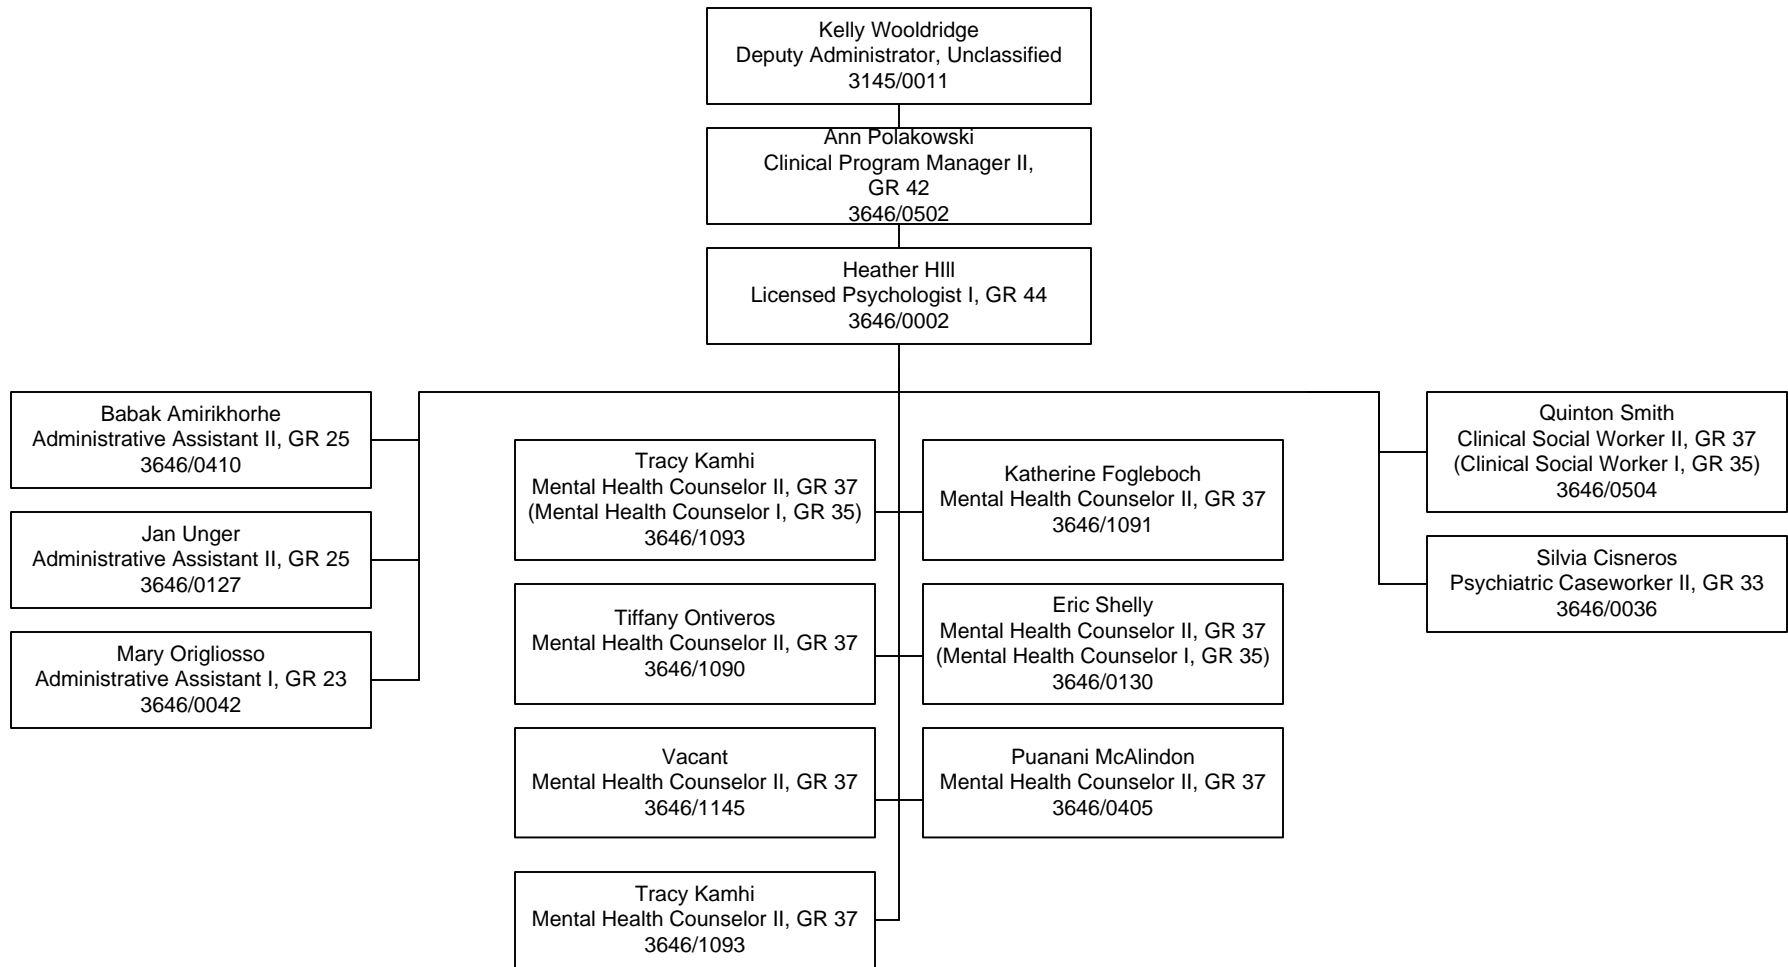 Kelly Wooldridge
Deputy Administrator, Unclassified
3145/0011
Ann Polakowski
Clinical Program Manager II,
GR 42
3646/0502
Heather HIll
Licensed Psychologist I, GR 44
3646/0002
Babak Amirikhorhe
Administrative Assistant II, GR 25
3646/0410
Jan Unger
Administrative Assistant II, GR 25
3646/0127
Mary Origliosso
Administrative Assistant I, GR 23
3646/0042
Tracy Kamhi
Mental Health Counselor II, GR 37
(Mental Health Counselor I, GR 35)
3646/1093
Katherine Fogleboch
Mental Health Counselor II, GR 37
3646/1091
Tiffany Ontiveros
Mental Health Counselor II, GR 37
3646/1090
Eric Shelly
Mental Health Counselor II, GR 37
(Mental Health Counselor I, GR 35)
3646/0130
Vacant
Mental Health Counselor II, GR 37
3646/1145
Puanani McAlindon
Mental Health Counselor II, GR 37
3646/0405
Tracy Kamhi
Mental Health Counselor II, GR 37
3646/1093
Quinton Smith
Clinical Social Worker II, GR 37
(Clinical Social Worker I, GR 35)
3646/0504
Silvia Cisneros
Psychiatric Caseworker II, GR 33
3646/0036